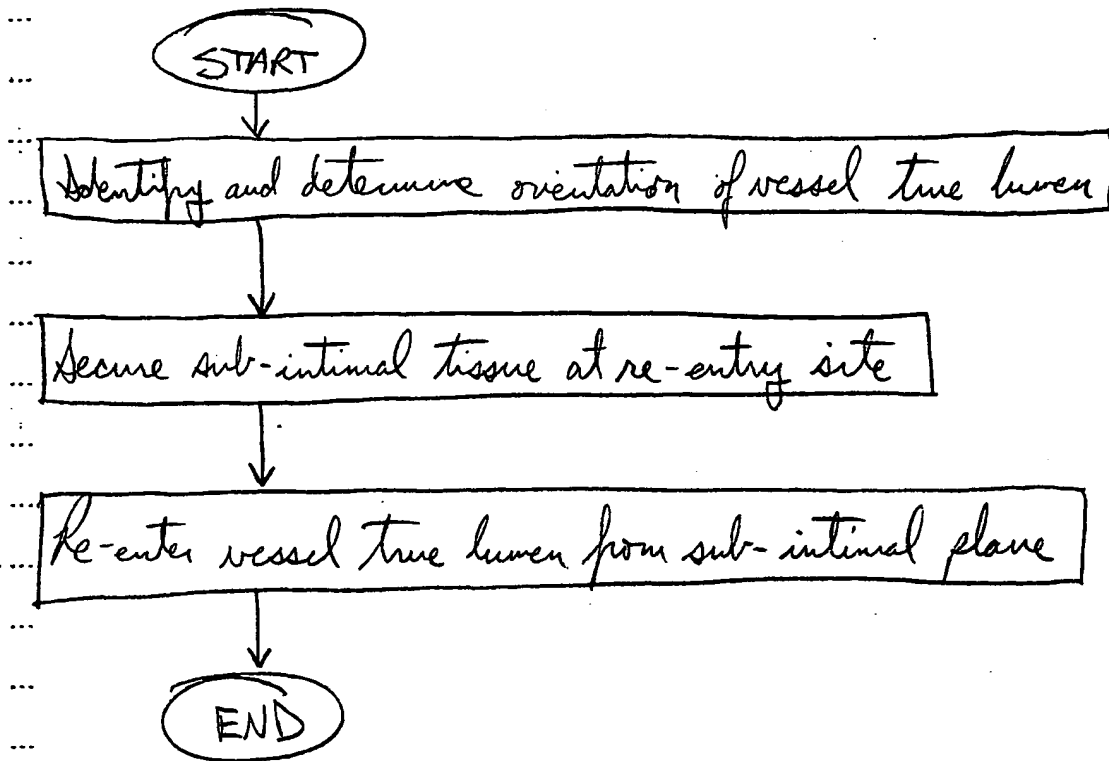 START
Identify and determine orientation of vessel true lumen
Secure sub-intimal tissue at re-entry site
Re-enter vessel true lumen from sub-intimal plane
END